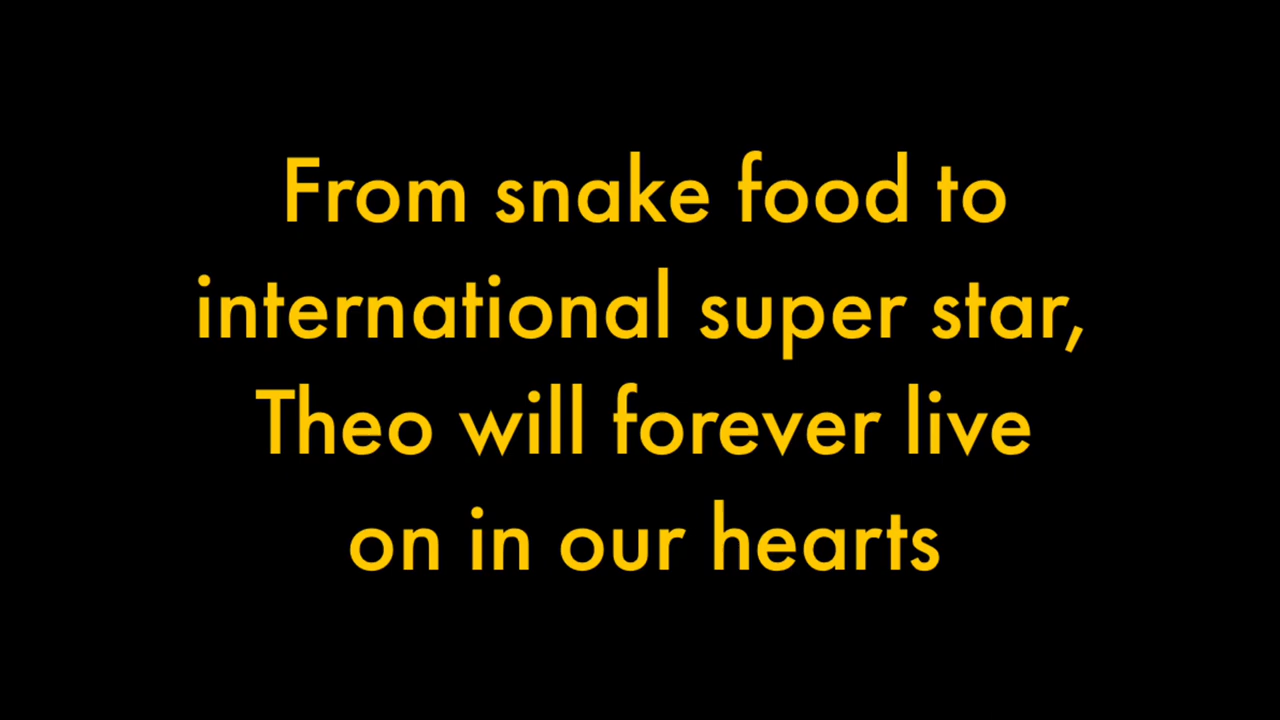 From snake food to
international super star,
Theo will forever live
on in our hearts